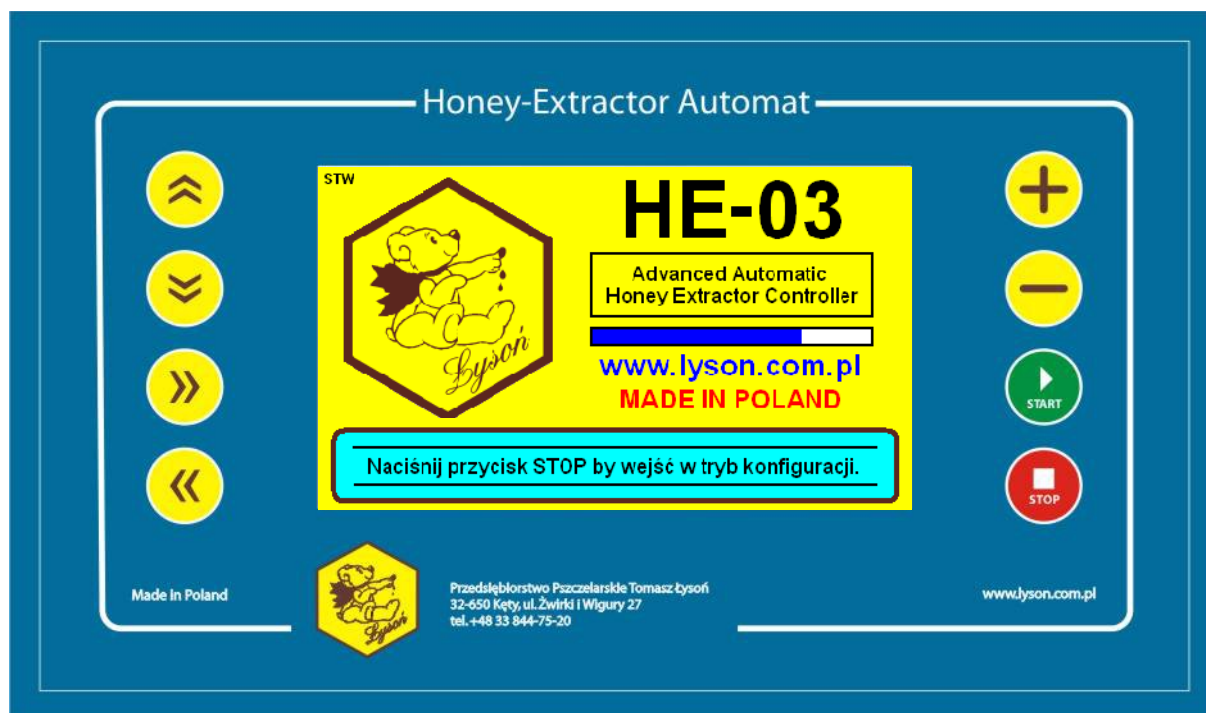 Honey-Extractor Automat
STW
HE-03
Advanced Automatic
Honey Extractor Controller
www.lyson.com.pl
MADE IN POLAND
Łysoń
Naciśnij przycisk STOP by wejść w tryb konfiguracji.
START
STOP
Made in Poland
Łysoń
Przedsiębiorstwo Pszczelarskie Tomasz Łysoń
32-650 Kęty, ul. Żwirki i Wigury 27
tel. +48 33 844-75-20
www.lyson.com.pl